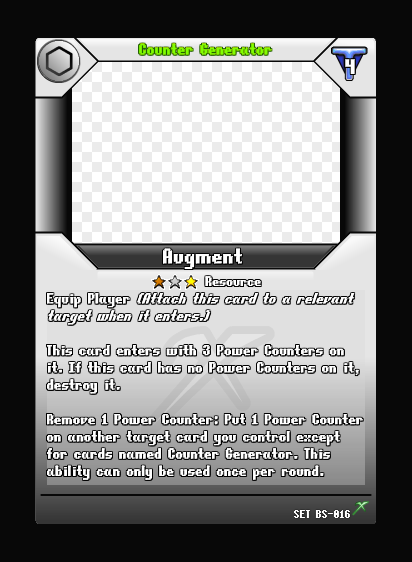 Counter Generator
4
Augment
Resource
Equip Player (Attach this card to a relevant
target when it enters.)
This card enters with 3 Power Counters on
it. If this card has no Power Counters on it,
destroy it.
Remove 1 Power Counter: Put 1 Power Counter
on another target card you control except
for cards named Counter Generator. This
ability can only be used once per round.
SET BS-016